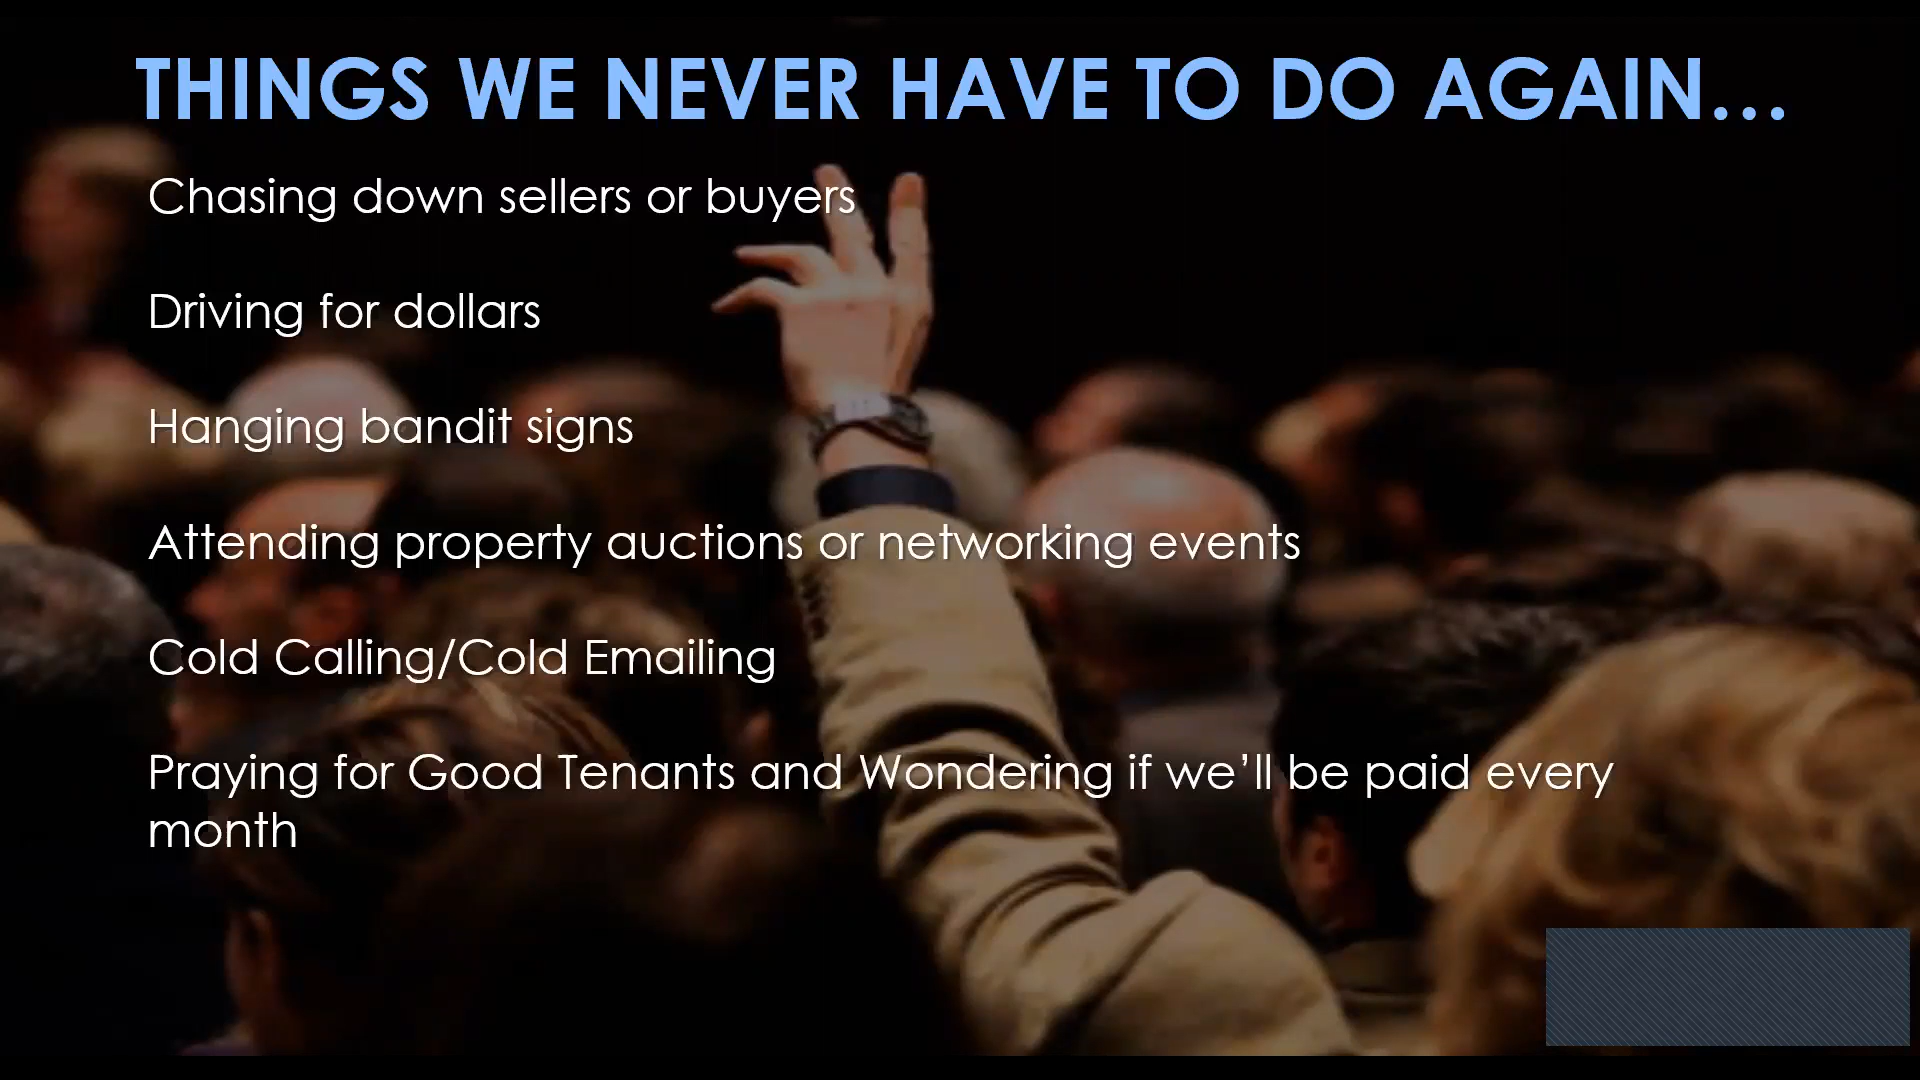 THINGS WE NEVER HAVE TO DO AGAIN…
Chasing down sellers or buyers
Driving for dollars
Hanging bandit signs
Attending property auctions or networking events
Cold Calling/Cold Emailing
Praying for Good Tenants and Wondering if we’ll be paid every
month